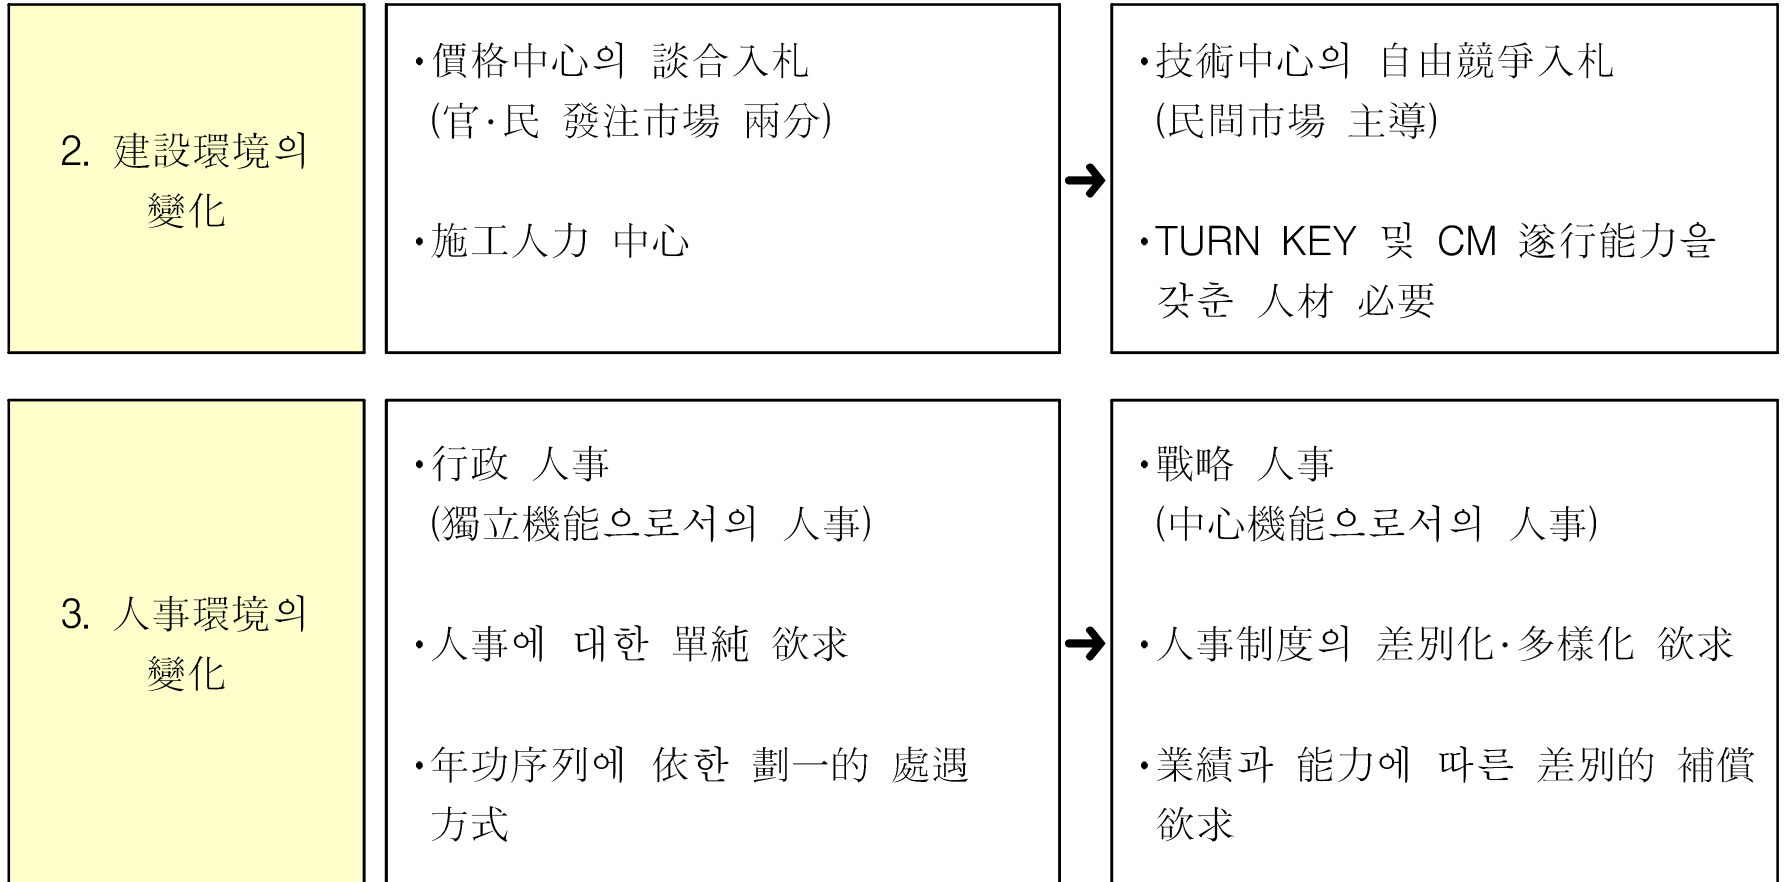 2. 建設環境의
變化
·價格中心의 談合入札
(官·民 發注市場 兩分)
·施工人力 中心
➜
·技術中心의 自由競爭入札
(民間市場 主導)
·TURN KEY 및 CM 遂行能力을
갖춘 人材 必要
3. 人事環境의
變化
·行政 人事
(獨立機能으로서의 人事)
·人事에 대한 單純 欲求
·年功序列에 依한 劃一的 處遇
方式
➜
·戰略 人事
(中心機能으로서의 人事)
·人事制度의 差別化·多樣化 欲求
·業績과 能力에 따른 差別的 補償
欲求